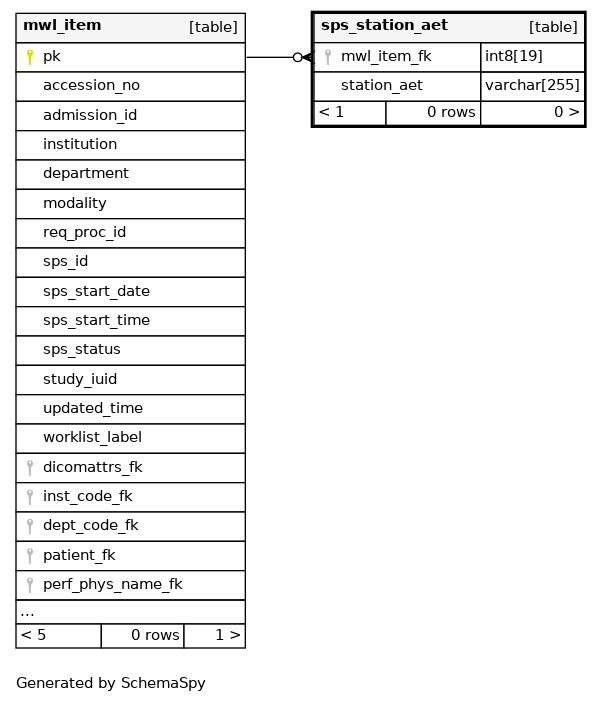 mwl_item [table]
pk
accession_no
admission_id
institution
department
modality
req_proc_id
sps_id
sps_start_date
sps_start_time
sps_status
study_iuid
updated_time
worklist_label
dicomattrs_fk
inst_code_fk
dept_code_fk
patient_fk
perf_phys_name_fk
...
< 5 0 rows 1 >
sps_station_aet [table]
mwl_item_fk int8[19]
station_aet varchar[255]
< 1 0 rows 0 >
Generated by SchemaSpy